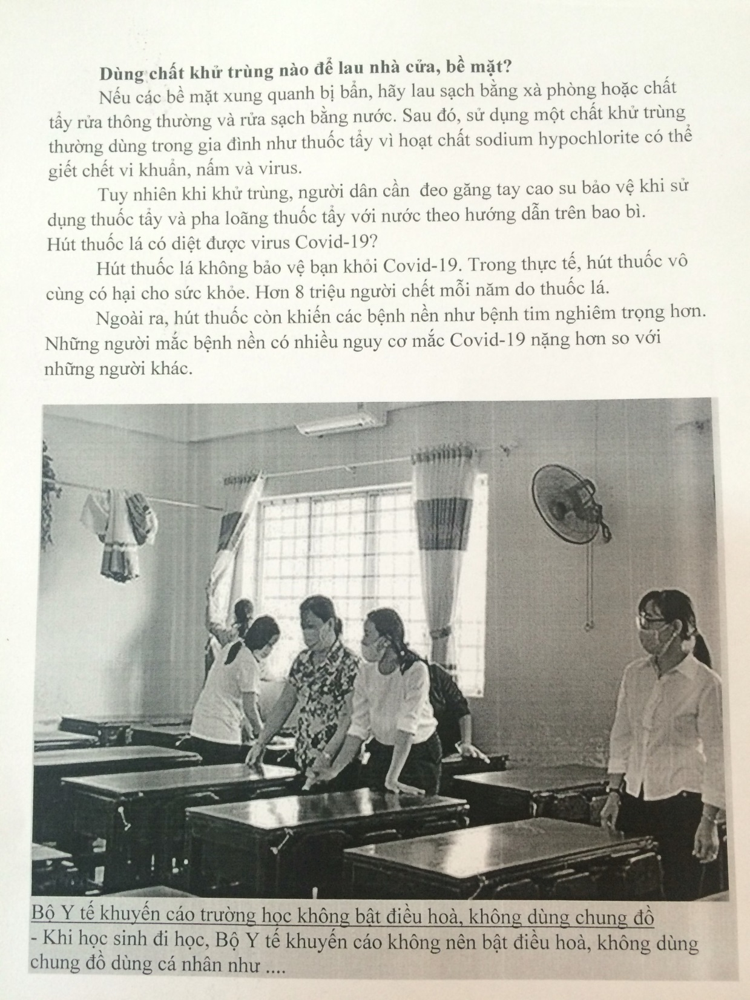 Dùng chất khử trùng nào để lau nhà cửa, bề mặt?
Nếu các bề mặt xung quanh bị bẩn, hãy lau sạch bằng xà phòng hoặc chất
tẩy rửa thông thường và rửa sạch bằng nước. Sau đó, sử dụng một chất khử trùng
thường dùng trong gia đình như thuốc tẩy vì hoạt chất sodium hypochlorite có thể
giết chết vi khuẩn, nấm và virus.
Tuy nhiên khi khử trùng, người dân cần đeo găng tay cao su bảo vệ khi sử
dụng thuốc tẩy và pha loãng thuốc tẩy với nước theo hướng dẫn trên bao bì.
Hút thuốc lá có diệt được virus Covid-19?
Hút thuốc lá không bảo vệ bạn khỏi Covid-19. Trong thực tế, hút thuốc vô
cùng có hại cho sức khỏe. Hơn 8 triệu người chết mỗi năm do thuốc lá.
Ngoài ra, hút thuốc còn khiến các bệnh nền như bệnh tim nghiêm trọng hơn.
Những người mắc bệnh nền có nhiều nguy cơ mắc Covid-19 nặng hơn so với
những người khác.
Bộ Y tế khuyến cáo trường học không bật điều hoà, không dùng chung đồ
- Khi học sinh đi học, Bộ Y tế khuyến cáo không nên bật điều hoà, không dùng
chung đồ dùng cá nhân như ....